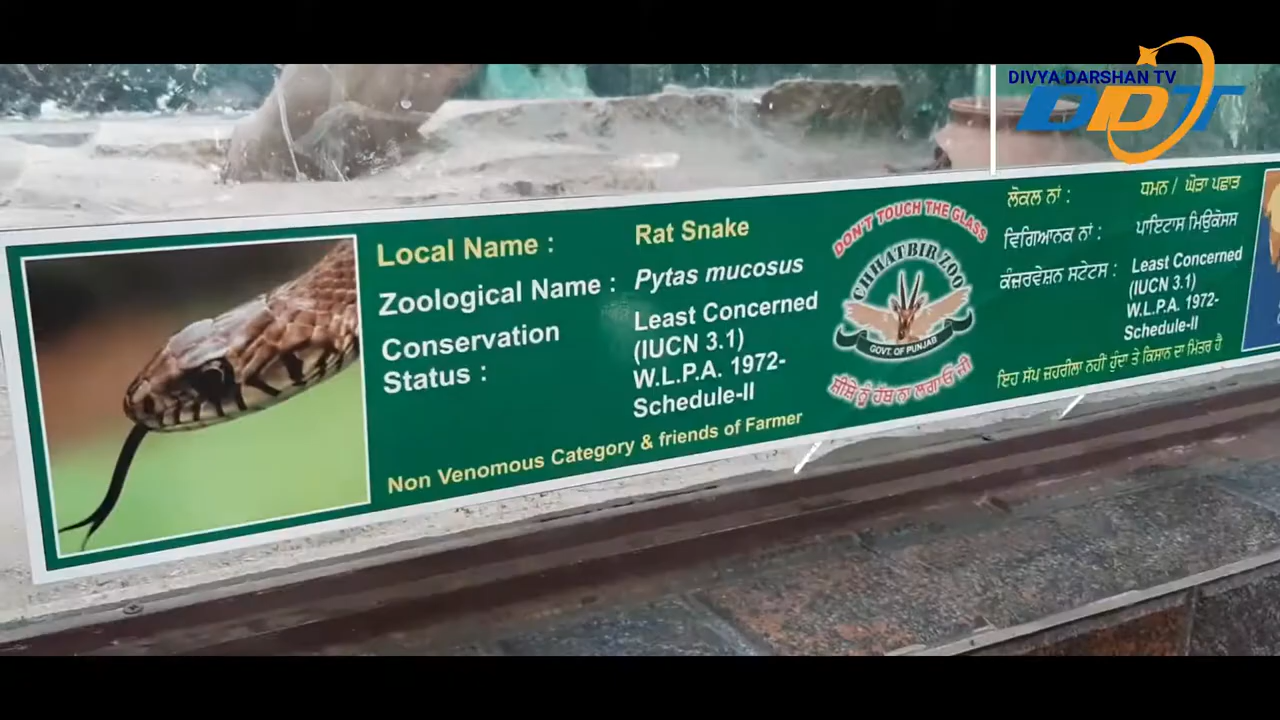 DIVYA DARSHAN TV
DDT
Local Name : Rat Snake
Zoological Name : Pytas mucosus
Conservation Status : Least Concerned
(IUCN 3.1)
W.L.P.A. 1972-
Schedule-II
Non Venomous Category & friends of Farmer
DON'T TOUCH THE GLASS
CHHATBIR ZOO
GOVT. OF PUNJAB
ਸ਼ੀਸ਼ੇ ਨੂੰ ਹੱਥ ਨਾ ਲਗਾਓ ਜੀ
ਲੋਕਲ ਨਾਂ : ਧਮਨ / ਘੋੜਾ ਪਛਾੜ
ਵਿਗਿਆਨਕ ਨਾਂ : ਪਾਇਟਾਸ ਮਿਉਕੋਸਸ
ਕੰਜ਼ਰਵੇਸ਼ਨ ਸਟੇਟਸ : Least Concerned
(IUCN 3.1)
W.L.P.A. 1972-
Schedule-II
ਇਹ ਸੱਪ ਜ਼ਹਰੀਲਾ ਨਹੀਂ ਹੁੰਦਾ ਤੇ ਕਿਸਾਨ ਦਾ ਮਿੱਤਰ ਹੈ